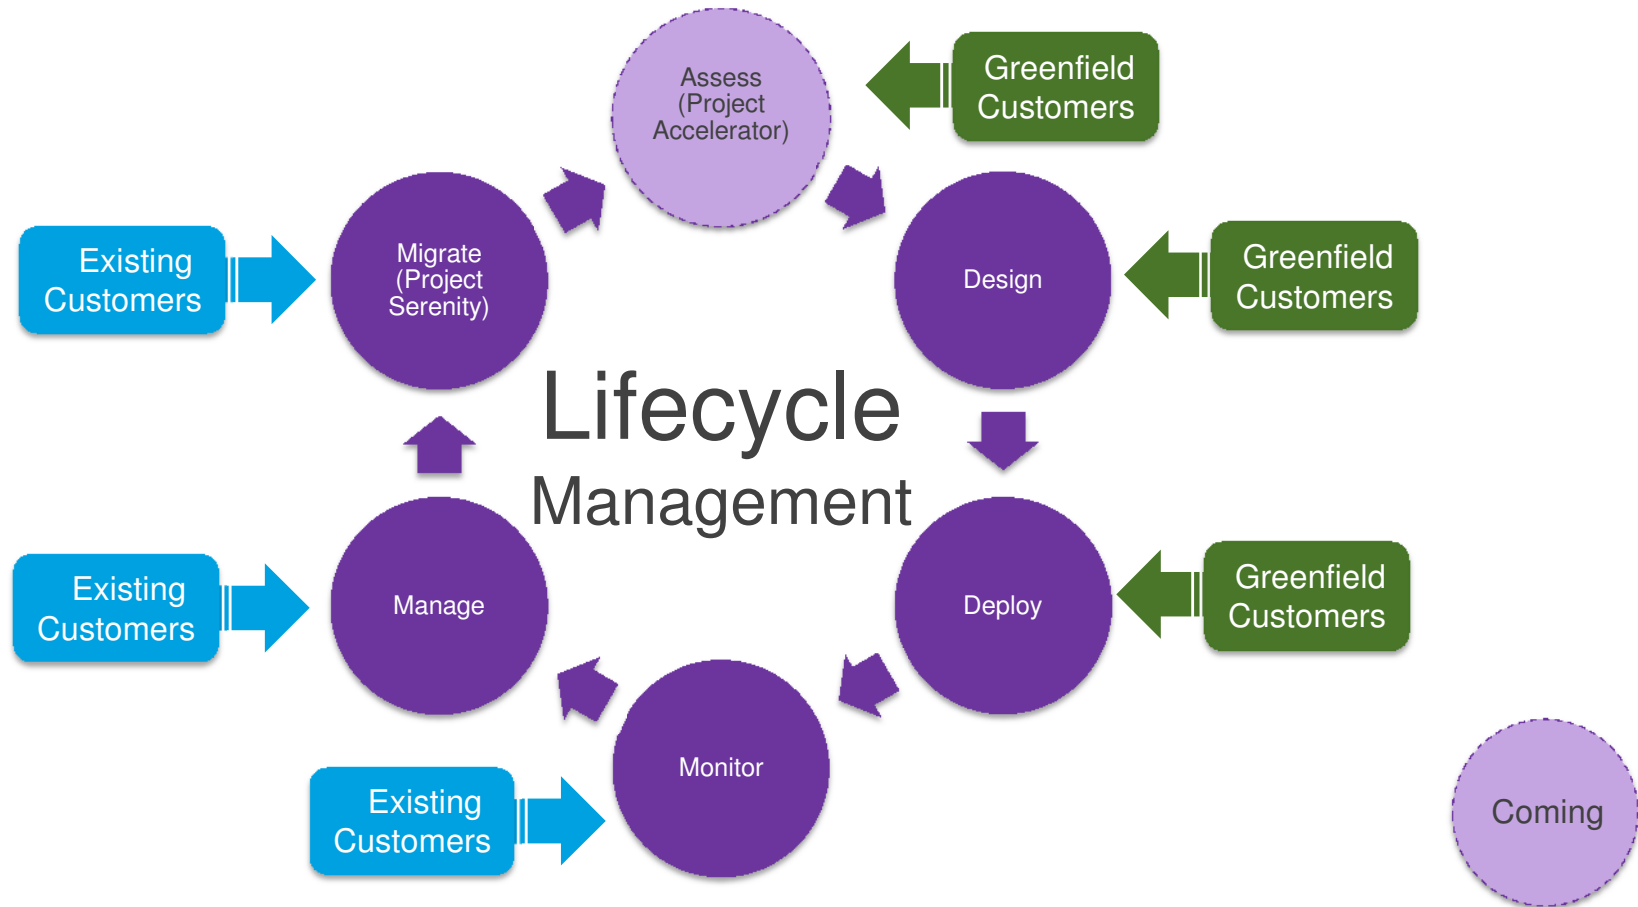 Assess
(Project
Accelerator)
Greenfield
Customers
Migrate
(Project
Serenity)
Existing
Customers
Design
Greenfield
Customers
Lifecycle
Management
Existing
Customers
Manage
Deploy
Greenfield
Customers
Monitor
Existing
Customers
Coming